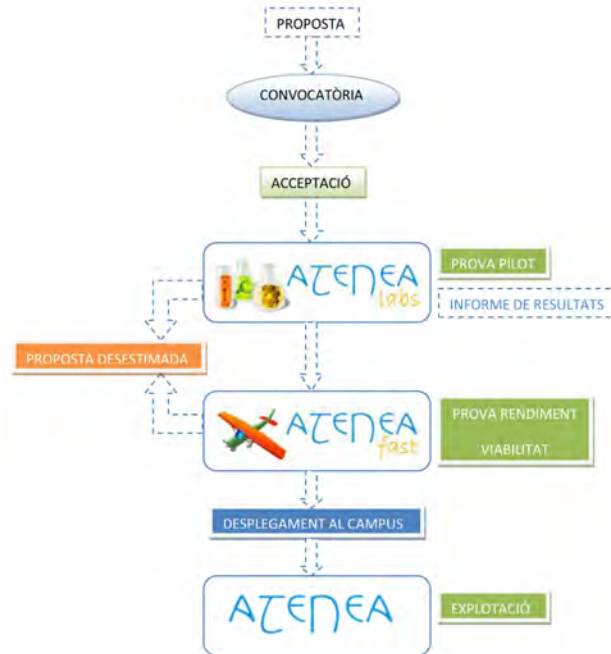 PROPOSTA
CONVOCATÒRIA
ACCEPTACIÓ
ATENEA
labs
PROVA PILOT
INFORME DE RESULTATS
PROPOSTA DESESTIMADA
ATENEA
fast
PROVA RENDIMENT
VIABILITAT
DESPLEGAMENT AL CAMPUS
ATENEA
EXPLOTACIÓ